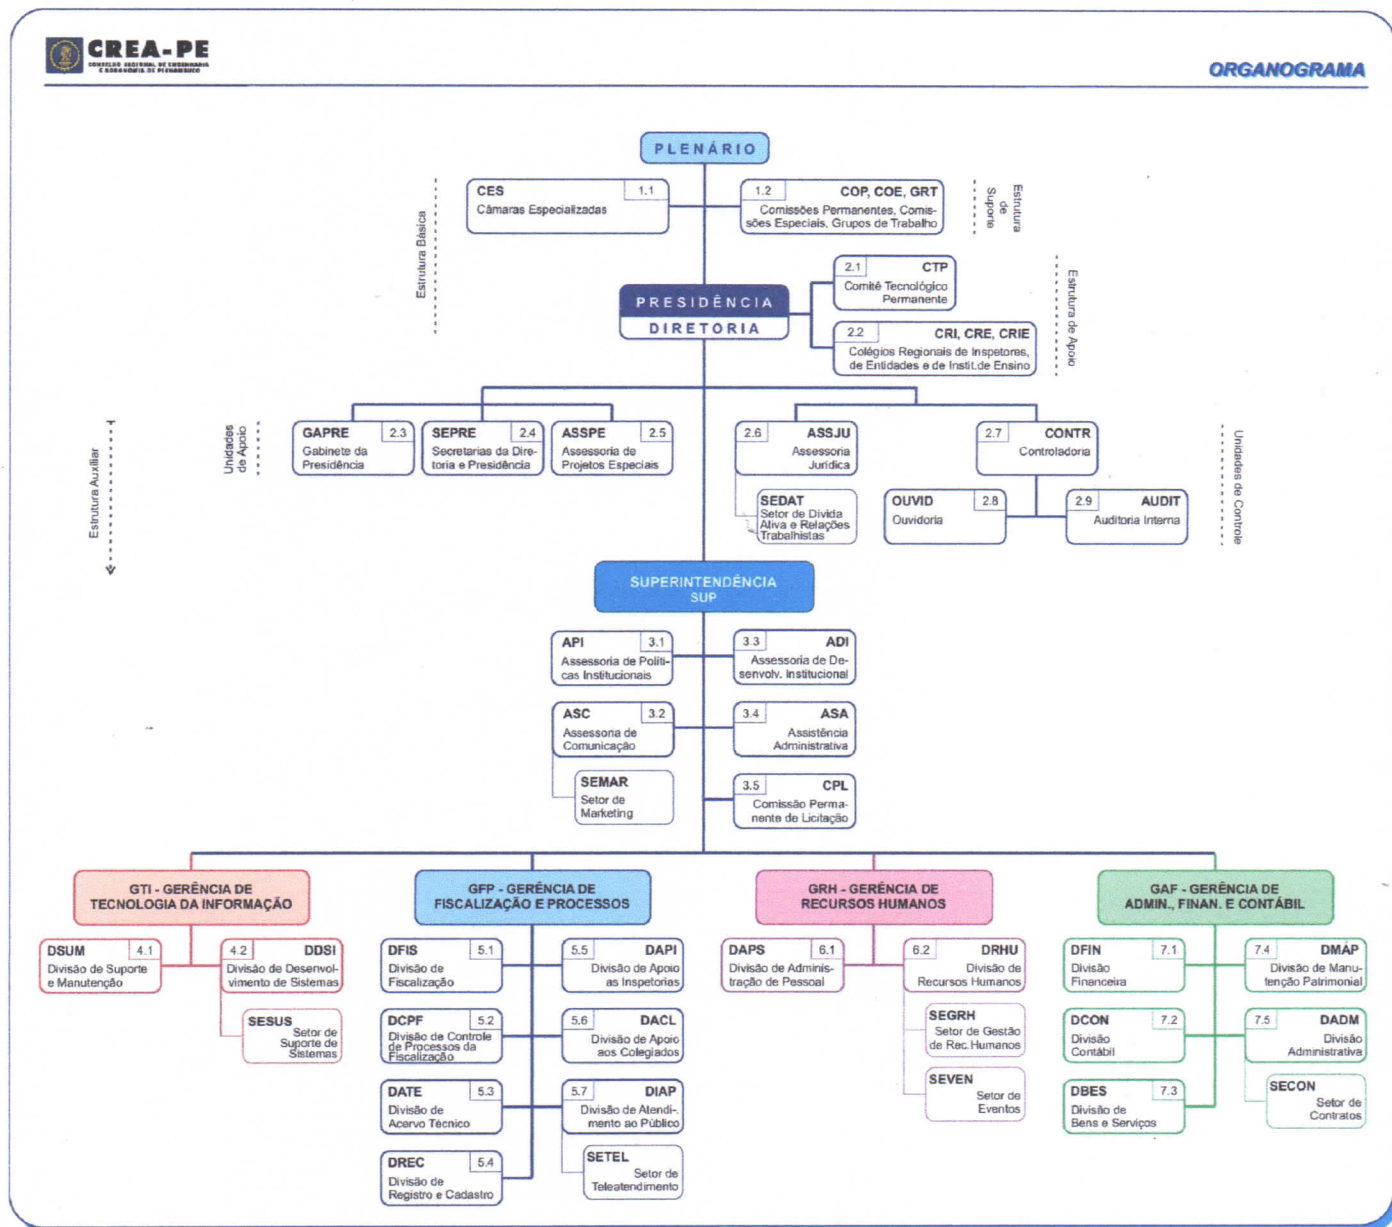 CREA-PE
CONSELHO REGIONAL DE ENGENHARIA
E AGRONOMIA DE PERNAMBUCO
ORGANOGRAMA
PLENÁRIO
CES 1.1
Câmaras Especializadas
1.2 COP, COE, GRT
Comissões Permanentes, Comis-
sões Especiais, Grupos de Trabalho
Estrutura Básica
Estrutura
de
Suporte
PRESIDÊNCIA
DIRETORIA
2.1 CTP
Comitê Tecnológico
Permanente
2.2 CRI, CRE, CRIE
Colégios Regionais de Inspetores,
de Entidades e de Instit.de Ensino
Estrutura de Apoio
Estrutura Auxiliar
Unidades
de Apoio
GAPRE 2.3
Gabinete da
Presidência
SEPRE 2.4
Secretarias da Dire-
toria e Presidência
ASSPE 2.5
Assessoria de
Projetos Especiais
2.6 ASSJU
Assessoria
Jurídica
SEDAT
Setor de Dívida
Ativa e Relações
Trabalhistas
2.7 CONTR
Controladoria
OUVID 2.8
Ouvidoria
2.9 AUDIT
Auditoria Interna
Unidades de Controle
SUPERINTENDÊNCIA
SUP
API 3.1
Assessoria de Políti-
cas Institucionais
3.3 ADI
Assessoria de De-
senvolv. Institucional
ASC 3.2
Assessoria de
Comunicação
3.4 ASA
Assistência
Administrativa
SEMAR
Setor de
Marketing
3.5 CPL
Comissão Perma-
nente de Licitação
GTI - GERÊNCIA DE
TECNOLOGIA DA INFORMAÇÃO
DSUM 4.1
Divisão de Suporte
e Manutenção
4.2 DDSI
Divisão de Desenvol-
vimento de Sistemas
SESUS
Setor de
Suporte de
Sistemas
GFP - GERÊNCIA DE
FISCALIZAÇÃO E PROCESSOS
DFIS 5.1
Divisão de
Fiscalização
5.5 DAPI
Divisão de Apoio
as Inspetorias
DCPF 5.2
Divisão de Controle
de Processos da
Fiscalização
5.6 DACL
Divisão de Apoio
aos Colegiados
DATE 5.3
Divisão de
Acervo Técnico
5.7 DIAP
Divisão de Atendi-
mento ao Público
DREC 5.4
Divisão de
Registro e Cadastro
SETEL
Setor de
Teleatendimento
GRH - GERÊNCIA DE
RECURSOS HUMANOS
DAPS 6.1
Divisão de Adminis-
tração de Pessoal
6.2 DRHU
Divisão de
Recursos Humanos
SEGRH
Setor de Gestão
de Rec.Humanos
SEVEN
Setor de
Eventos
GAF - GERÊNCIA DE
ADMIN., FINAN. E CONTÁBIL
DFIN 7.1
Divisão
Financeira
7.4 DMAP
Divisão de Manu-
tenção Patrimonial
DCON 7.2
Divisão
Contábil
7.5 DADM
Divisão
Administrativa
DBES 7.3
Divisão de
Bens e Serviços
SECON
Setor de
Contratos